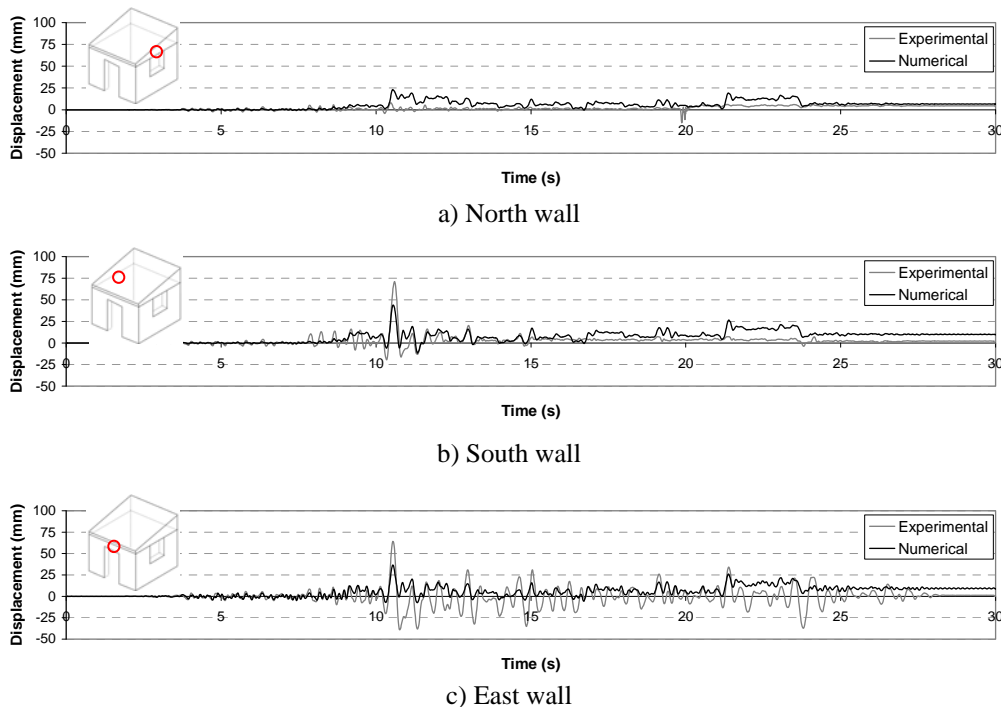 100
75
50
25
0
-25
-50
Displacement (mm)
0 5 10 15 20 25 30
Time (s)
Experimental
Numerical
a) North wall
100
75
50
25
0
-25
-50
Displacement (mm)
0 5 10 15 20 25 30
Time (s)
Experimental
Numerical
b) South wall
100
75
50
25
0
-25
-50
Displacement (mm)
0 5 10 15 20 25 30
Time (s)
Experimental
Numerical
c) East wall